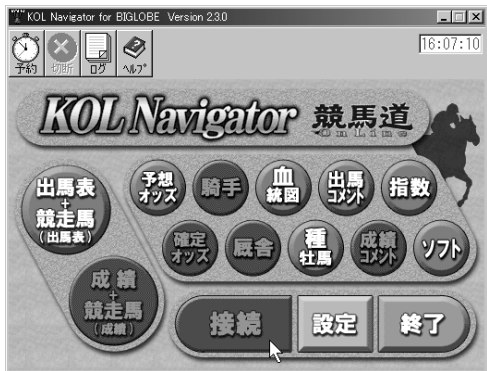 KOL Navigator for BIGLOBE Version 2.3.0
16:07:10
予約
切断
ログ
ﾍﾙﾌﾟ
KOL Navigator 競馬道
OnLine
出馬表
+
競走馬
(出馬表)
予想
オッズ
騎手
血
統図
出馬
ｺﾒﾝﾄ
指数
確定
オッズ
厩舎
種
牡馬
成績
ｺﾒﾝﾄ
ソフト
成績
+
競走馬
(成績)
接続
設定
終了